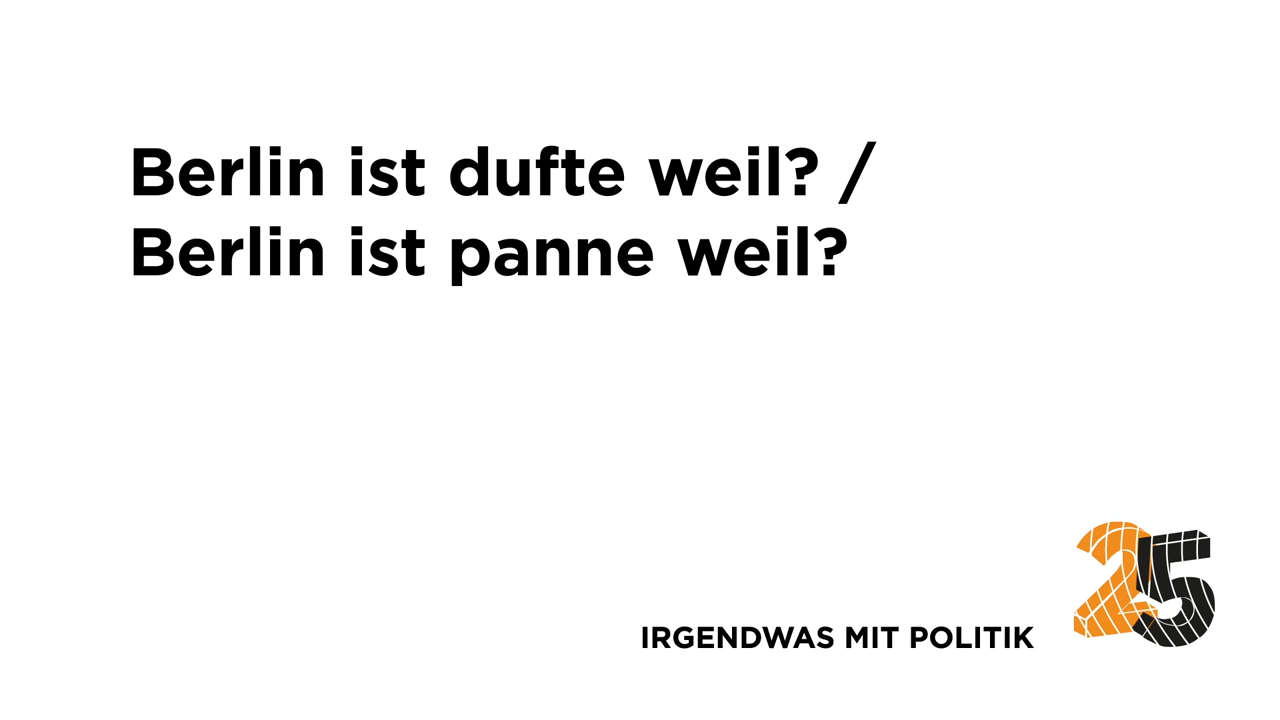 Berlin ist dufte weil? /
Berlin ist panne weil?
IRGENDWAS MIT POLITIK
25